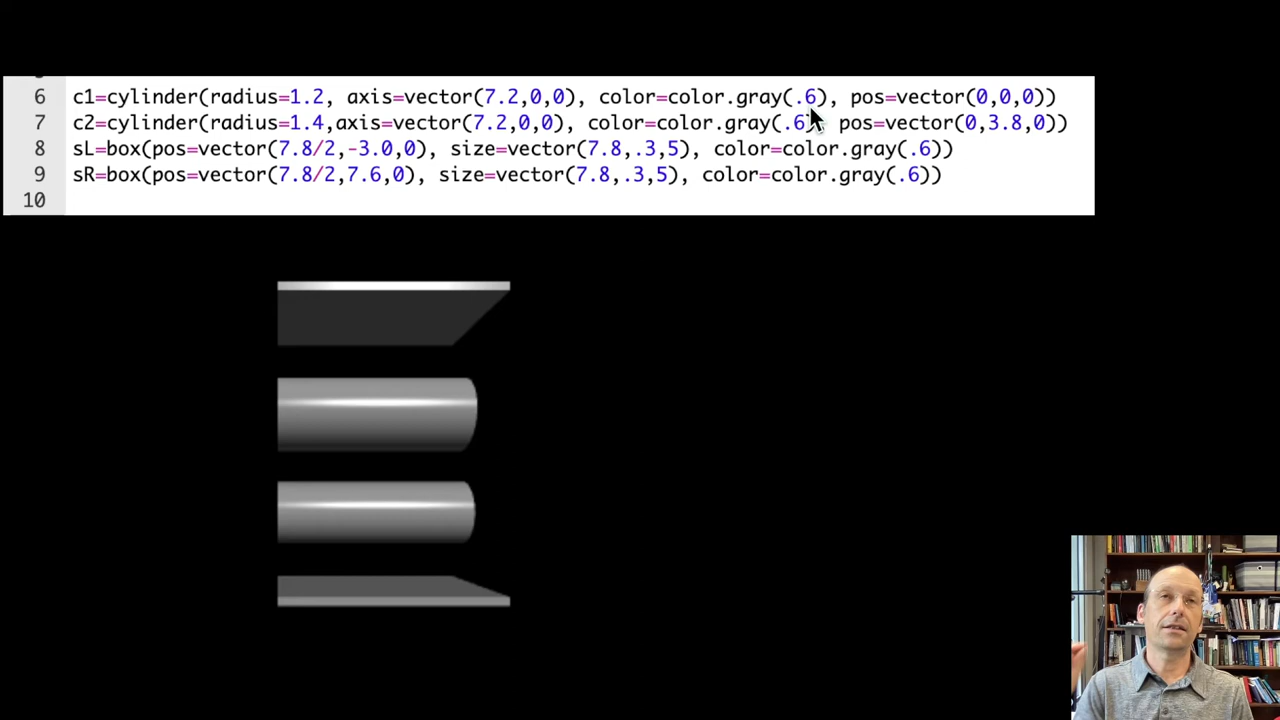 6 c1=cylinder(radius=1.2, axis=vector(7.2,0,0), color=color.gray(.6), pos=vector(0,0,0))
7 c2=cylinder(radius=1.4,axis=vector(7.2,0,0), color=color.gray(.6), pos=vector(0,3.8,0))
8 sL=box(pos=vector(7.8/2,-3.0,0), size=vector(7.8,.3,5), color=color.gray(.6))
9 sR=box(pos=vector(7.8/2,7.6,0), size=vector(7.8,.3,5), color=color.gray(.6))
10